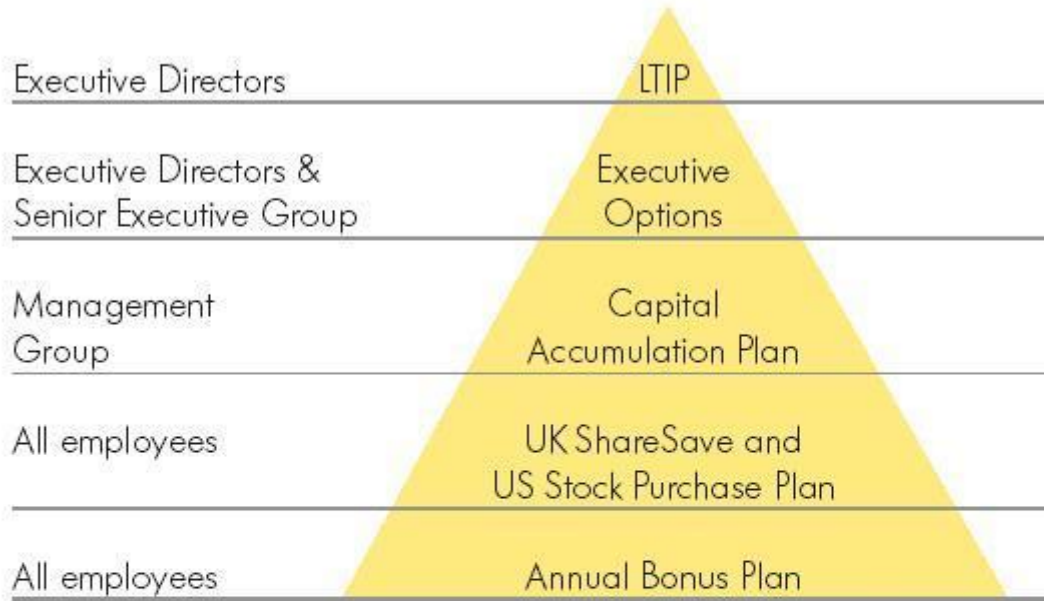 Executive Directors LTIP
Executive Directors & Executive
Senior Executive Group Options
Management Capital
Group Accumulation Plan
All employees UK ShareSave and
US Stock Purchase Plan
All employees Annual Bonus Plan